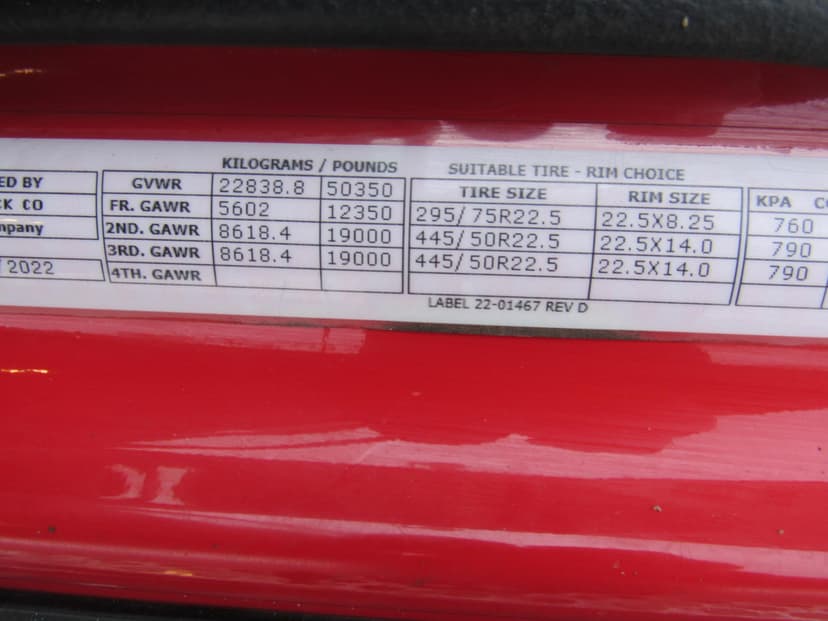 KILOGRAMS / POUNDS SUITABLE TIRE - RIM CHOICE
ED BY GVWR 22838.8 50350 TIRE SIZE RIM SIZE KPA
CK CO FR. GAWR 5602 12350 295/75R22.5 22.5X8.25 760
ompany 2ND. GAWR 8618.4 19000 445/50R22.5 22.5X14.0 790
3RD. GAWR 8618.4 19000 445/50R22.5 22.5X14.0 790
2022 4TH. GAWR
LABEL 22-01467 REV D